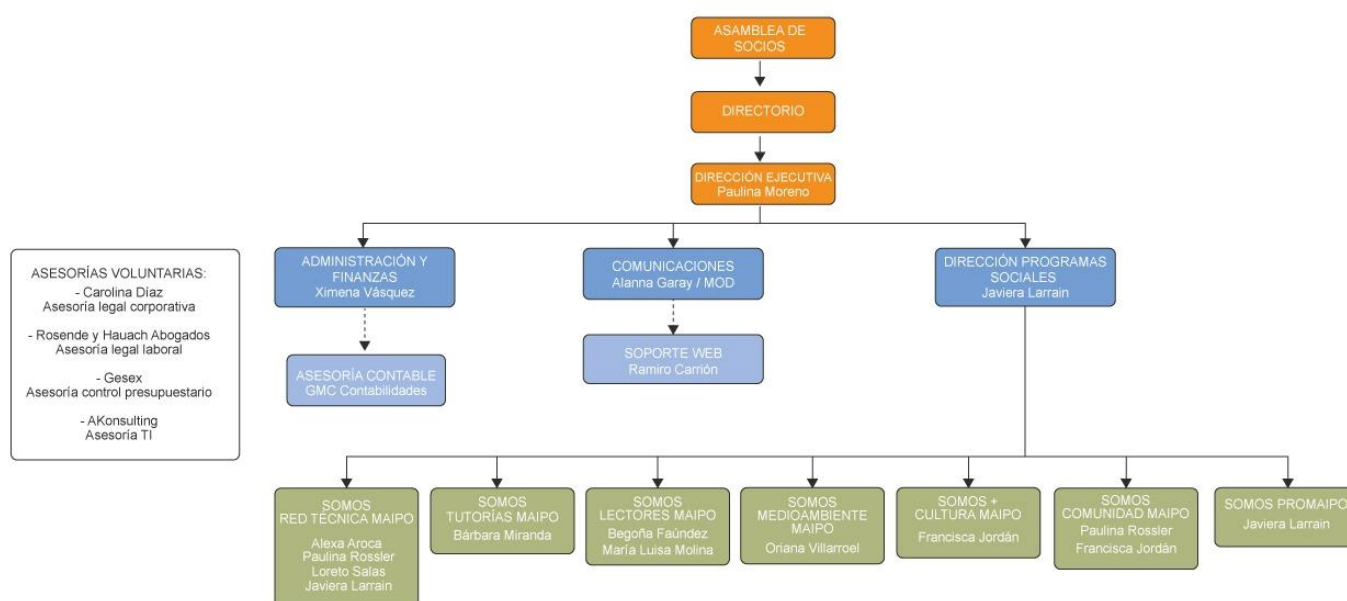 ASAMBLEA DE
SOCIOS
DIRECTORIO
DIRECCIÓN EJECUTIVA
Paulina Moreno
ADMINISTRACIÓN Y
FINANZAS
Ximena Vásquez
COMUNICACIONES
Alanna Garay / MOD
DIRECCIÓN PROGRAMAS
SOCIALES
Javiera Larrain
ASESORÍAS VOLUNTARIAS:
- Carolina Díaz
Asesoría legal corporativa
- Rosende y Hauach Abogados
Asesoría legal laboral
- Gesex
Asesoría control presupuestario
- AKonsulting
Asesoría TI
ASESORÍA CONTABLE
GMC Contabilidades
SOPORTE WEB
Ramiro Carrión
SOMOS
RED TÉCNICA MAIPO
Alexa Aroca
Paulina Rossler
Loreto Salas
Javiera Larrain
SOMOS
TUTORÍAS MAIPO
Bárbara Miranda
SOMOS
LECTORES MAIPO
Begoña Faúndez
María Luisa Molina
SOMOS
MEDIOAMBIENTE
MAIPO
Oriana Villarroel
SOMOS +
CULTURA MAIPO
Francisca Jordán
SOMOS
COMUNIDAD MAIPO
Paulina Rossler
Francisca Jordán
SOMOS PROMAIPO
Javiera Larrain